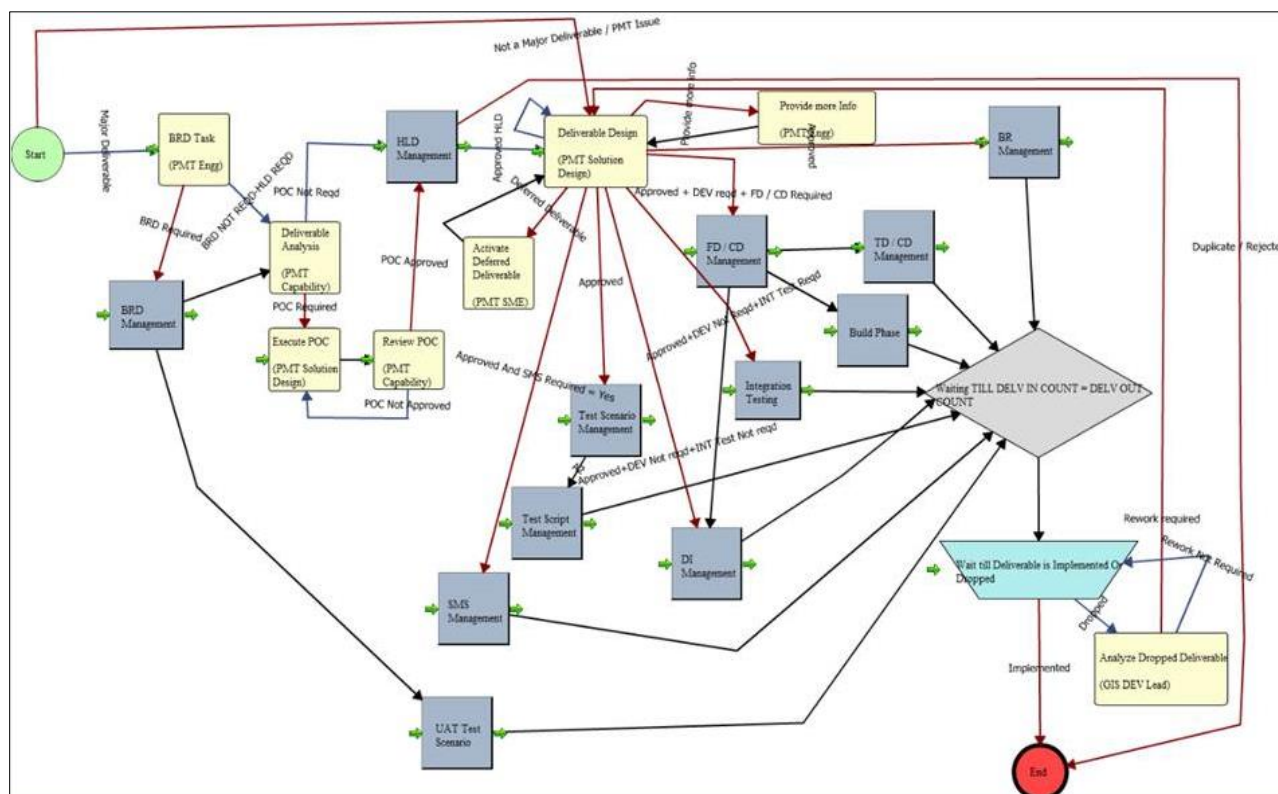 Not a Major Deliverable / PMT Issue
Start
Major
Deliverable
BRD Task
(PMT Engg)
HLD
Management
Approved HLD
Deliverable Design
(PMT Solution
Design)
Provide more info
Provide more Info
(PMT Engg)
Approved
BR
Management
POC Not Reqd
BRD NOT REQD-HLD REQD
BRD Required
Deliverable
Analysis
(PMT
Capability)
POC Approved
Deferred Deliverable
Activate
Deferred
Deliverable
(PMT SME)
Approved
Approved + DEV reqd + FD / CD Required
FD / CD
Management
TD / CD
Management
Duplicate / Rejecte
BRD
Management
POC Required
Execute POC
(PMT Solution
Design)
Review POC
(PMT
Capability)
POC Not Approved
Approved+DEV Not Reqd+INT Test Reqd
Build Phase
Approved And SMS Required = Yes
Test Scenario
Management
Integration
Testing
Waiting TILL DELV IN COUNT = DELV OUT
COUNT
Approved+DEV Not reqd+INT Test Not reqd
Test Script
Management
DI
Management
SMS
Management
Rework required
Rework Not Required
Wait till Deliverable is Implemented Or
Dropped
Dropped
Analyze Dropped Deliverable
(GIS DEV Lead)
Implemented
UAT Test
Scenario
End